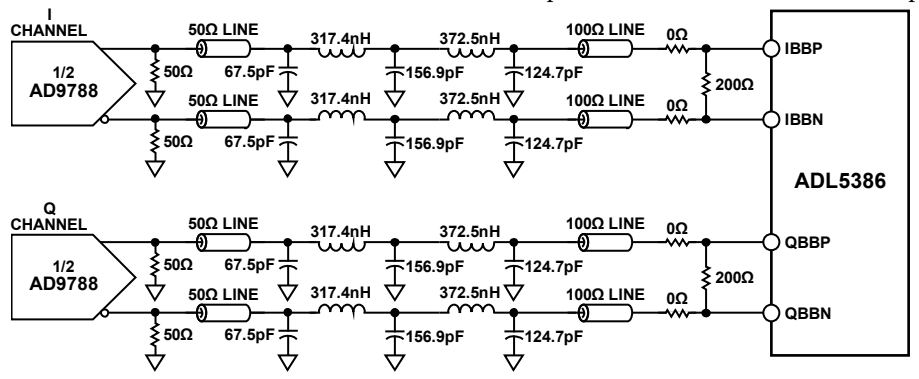 I
CHANNEL
1/2
AD9788
50Ω
50Ω LINE
67.5pF
317.4nH
156.9pF
372.5nH
124.7pF
100Ω LINE
0Ω
IBBP
200Ω
50Ω
50Ω LINE
67.5pF
317.4nH
156.9pF
372.5nH
124.7pF
100Ω LINE
0Ω
IBBN
ADL5386
Q
CHANNEL
1/2
AD9788
50Ω
50Ω LINE
67.5pF
317.4nH
156.9pF
372.5nH
124.7pF
100Ω LINE
0Ω
QBBP
200Ω
50Ω
50Ω LINE
67.5pF
317.4nH
156.9pF
372.5nH
124.7pF
100Ω LINE
0Ω
QBBN